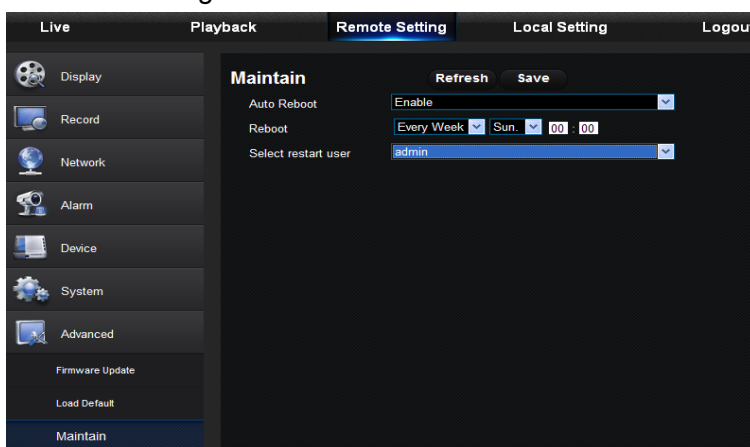 Live Playback Remote Setting Local Setting Logou
Display
Record
Network
Alarm
Device
System
Advanced
Firmware Update
Load Default
Maintain
Maintain Refresh Save
Auto Reboot Enable
Reboot Every Week Sun. 00 : 00
Select restart user admin